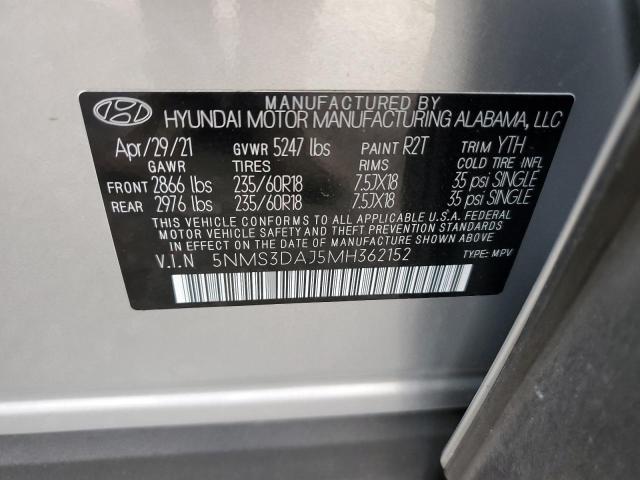 MANUFACTURED BY
HYUNDAI MOTOR MANUFACTURING ALABAMA, LLC
Apr/29/21 GVWR 5247 lbs PAINT R2T TRIM YTH
GAWR TIRES RIMS COLD TIRE INFL
FRONT 2866 lbs 235/60R18 7.5JX18 35 psi SINGLE
REAR 2976 lbs 235/60R18 7.5JX18 35 psi SINGLE
THIS VEHICLE CONFORMS TO ALL APPLICABLE U.S.A. FEDERAL
MOTOR VEHICLE SAFETY AND THEFT PREVENTION STANDARDS
IN EFFECT ON THE DATE OF MANUFACTURE SHOWN ABOVE.
V.I.N 5NMS3DAJ5MH362152 TYPE: MPV